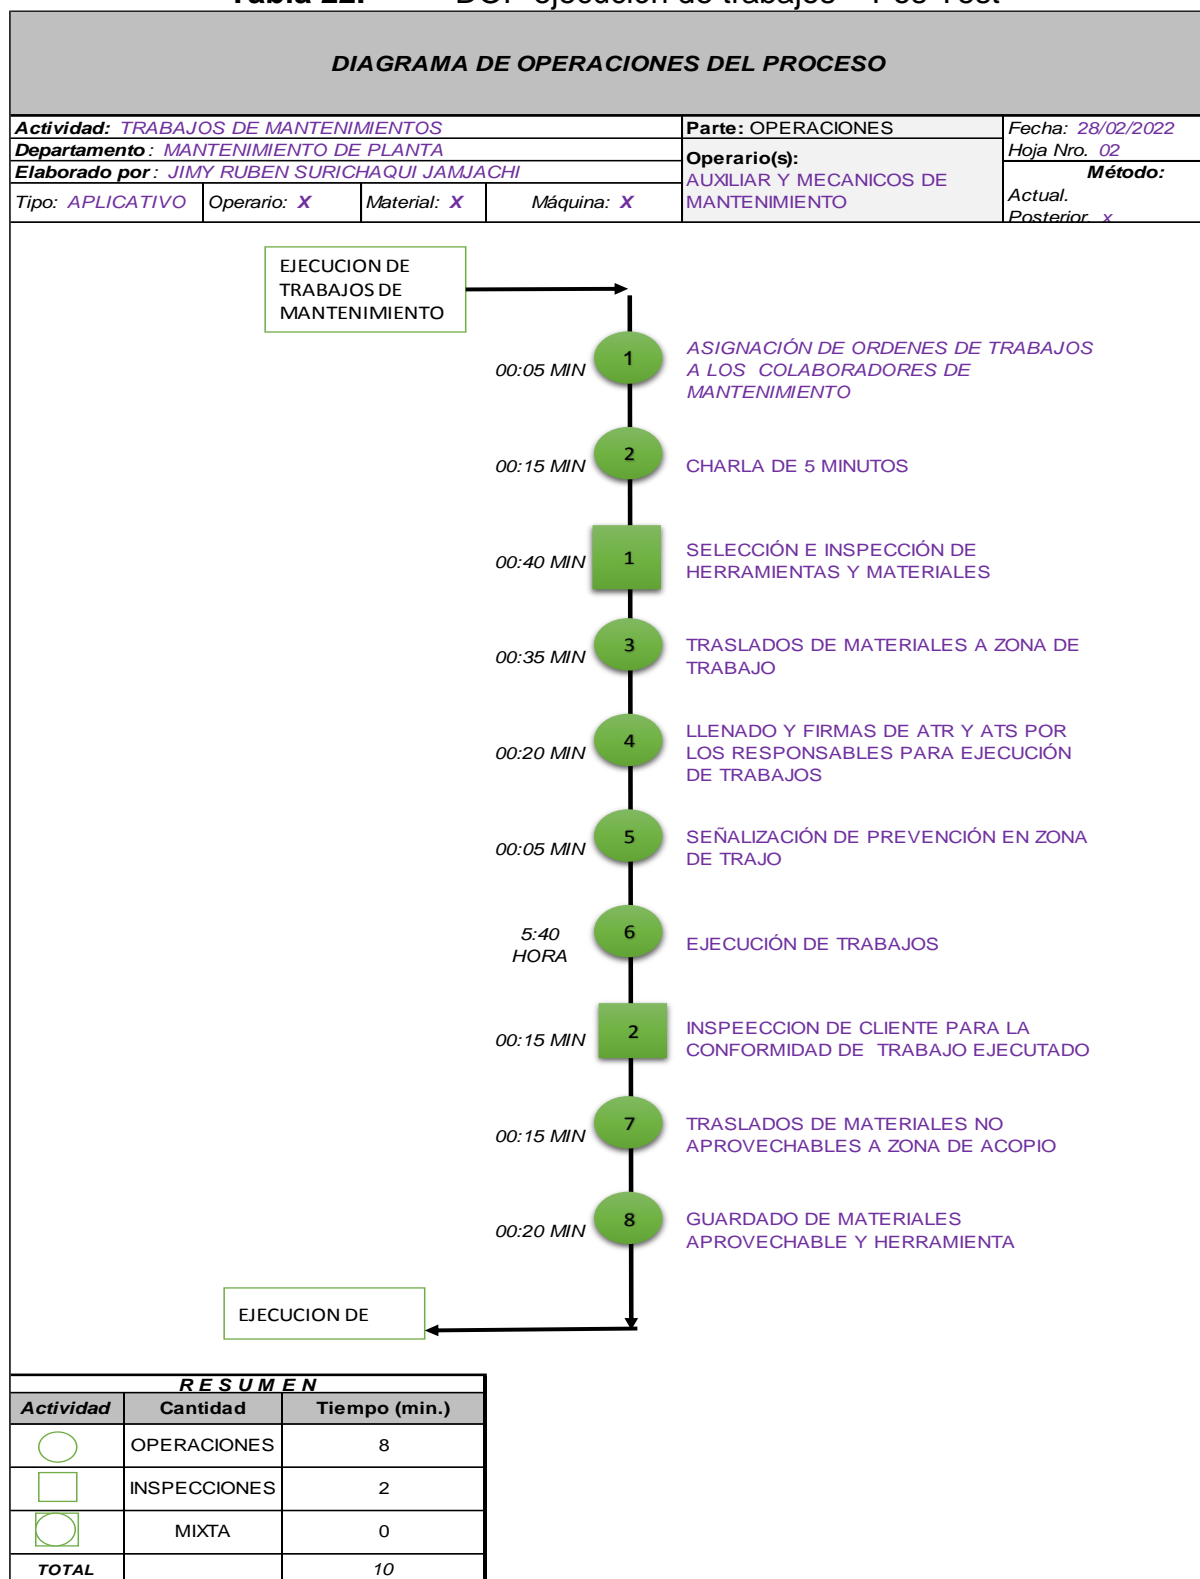 DIAGRAMA DE OPERACIONES DEL PROCESO
Actividad: TRABAJOS DE MANTENIMIENTOS
Parte: OPERACIONES
Fecha: 28/02/2022
Departamento: MANTENIMIENTO DE PLANTA
Operario(s):
Hoja Nro. 02
Elaborado por: JIMY RUBEN SURICHAQUI JAMJACHI
AUXILIAR Y MECANICOS DE
MANTENIMIENTO
Método:
Tipo: APLICATIVO Operario: X Material: X Máquina: X
Actual.
Posterior. x
EJECUCION DE
TRABAJOS DE
MANTENIMIENTO
00:05 MIN
1
ASIGNACIÓN DE ORDENES DE TRABAJOS
A LOS COLABORADORES DE
MANTENIMIENTO
00:15 MIN
2
CHARLA DE 5 MINUTOS
00:40 MIN
1
SELECCIÓN E INSPECCIÓN DE
HERRAMIENTAS Y MATERIALES
00:35 MIN
3
TRASLADOS DE MATERIALES A ZONA DE
TRABAJO
00:20 MIN
4
LLENADO Y FIRMAS DE ATR Y ATS POR
LOS RESPONSABLES PARA EJECUCIÓN
DE TRABAJOS
00:05 MIN
5
SEÑALIZACIÓN DE PREVENCIÓN EN ZONA
DE TRAJO
5:40
HORA
6
EJECUCIÓN DE TRABAJOS
00:15 MIN
2
INSPEECCION DE CLIENTE PARA LA
CONFORMIDAD DE TRABAJO EJECUTADO
00:15 MIN
7
TRASLADOS DE MATERIALES NO
APROVECHABLES A ZONA DE ACOPIO
00:20 MIN
8
GUARDADO DE MATERIALES
APROVECHABLE Y HERRAMIENTA
EJECUCION DE
RESUMEN
Actividad Cantidad Tiempo (min.)
OPERACIONES 8
INSPECCIONES 2
MIXTA 0
TOTAL 10